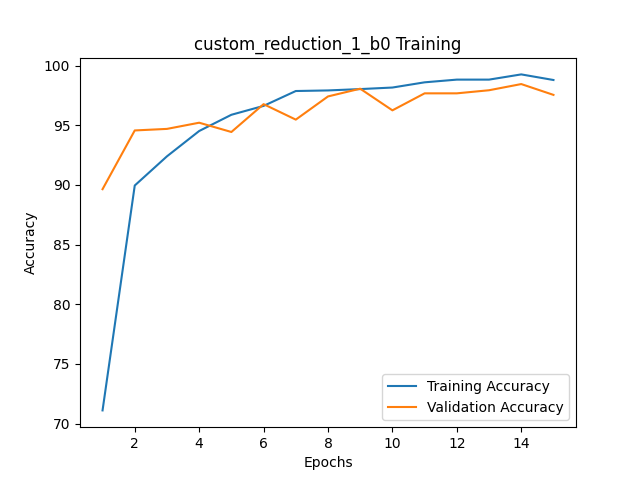 custom_reduction_1_b0 Training
100
95
90
85
80
75
70
Accuracy
2 4 6 8 10 12 14
Epochs
Training Accuracy
Validation Accuracy